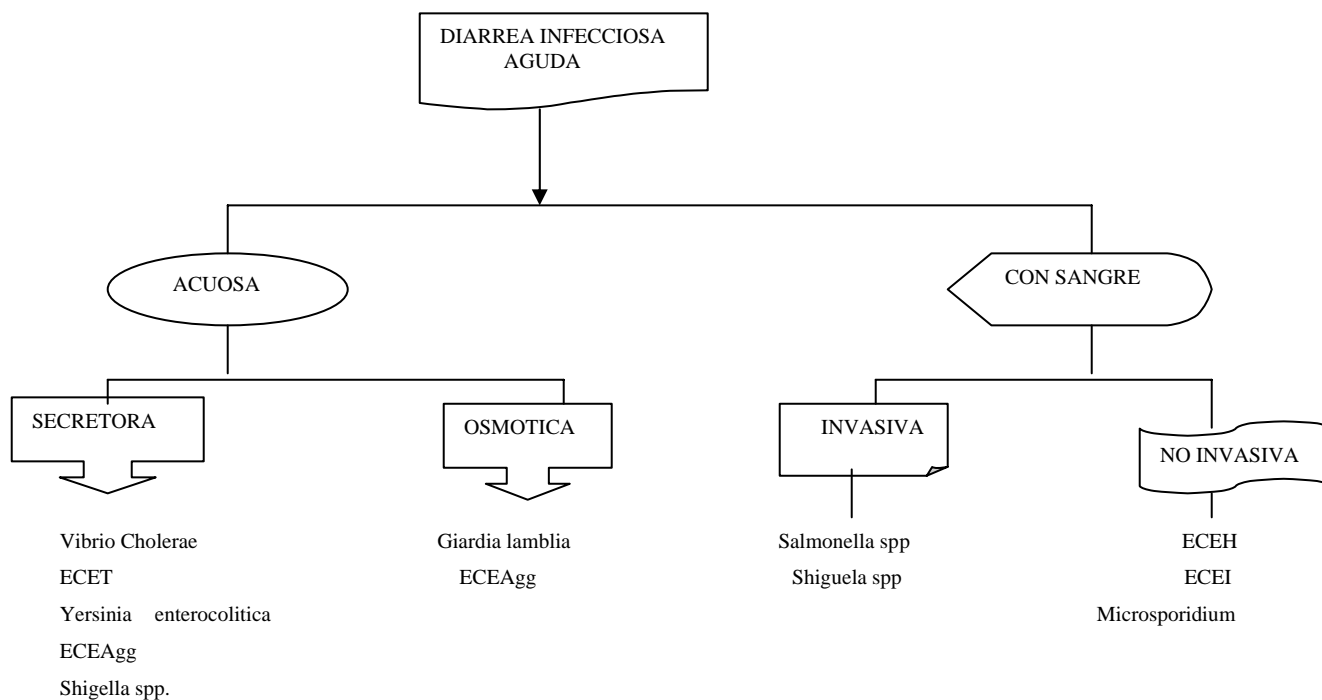 DIARREA INFECCIOSA
AGUDA
ACUOSA
CON SANGRE
SECRETORA
OSMOTICA
INVASIVA
NO INVASIVA
Vibrio Cholerae
ECET
Yersinia enterocolitica
ECEAgg
Shigella spp.
Giardia lamblia
ECEAgg
Salmonella spp
Shiguela spp
ECEH
ECEI
Microsporidium